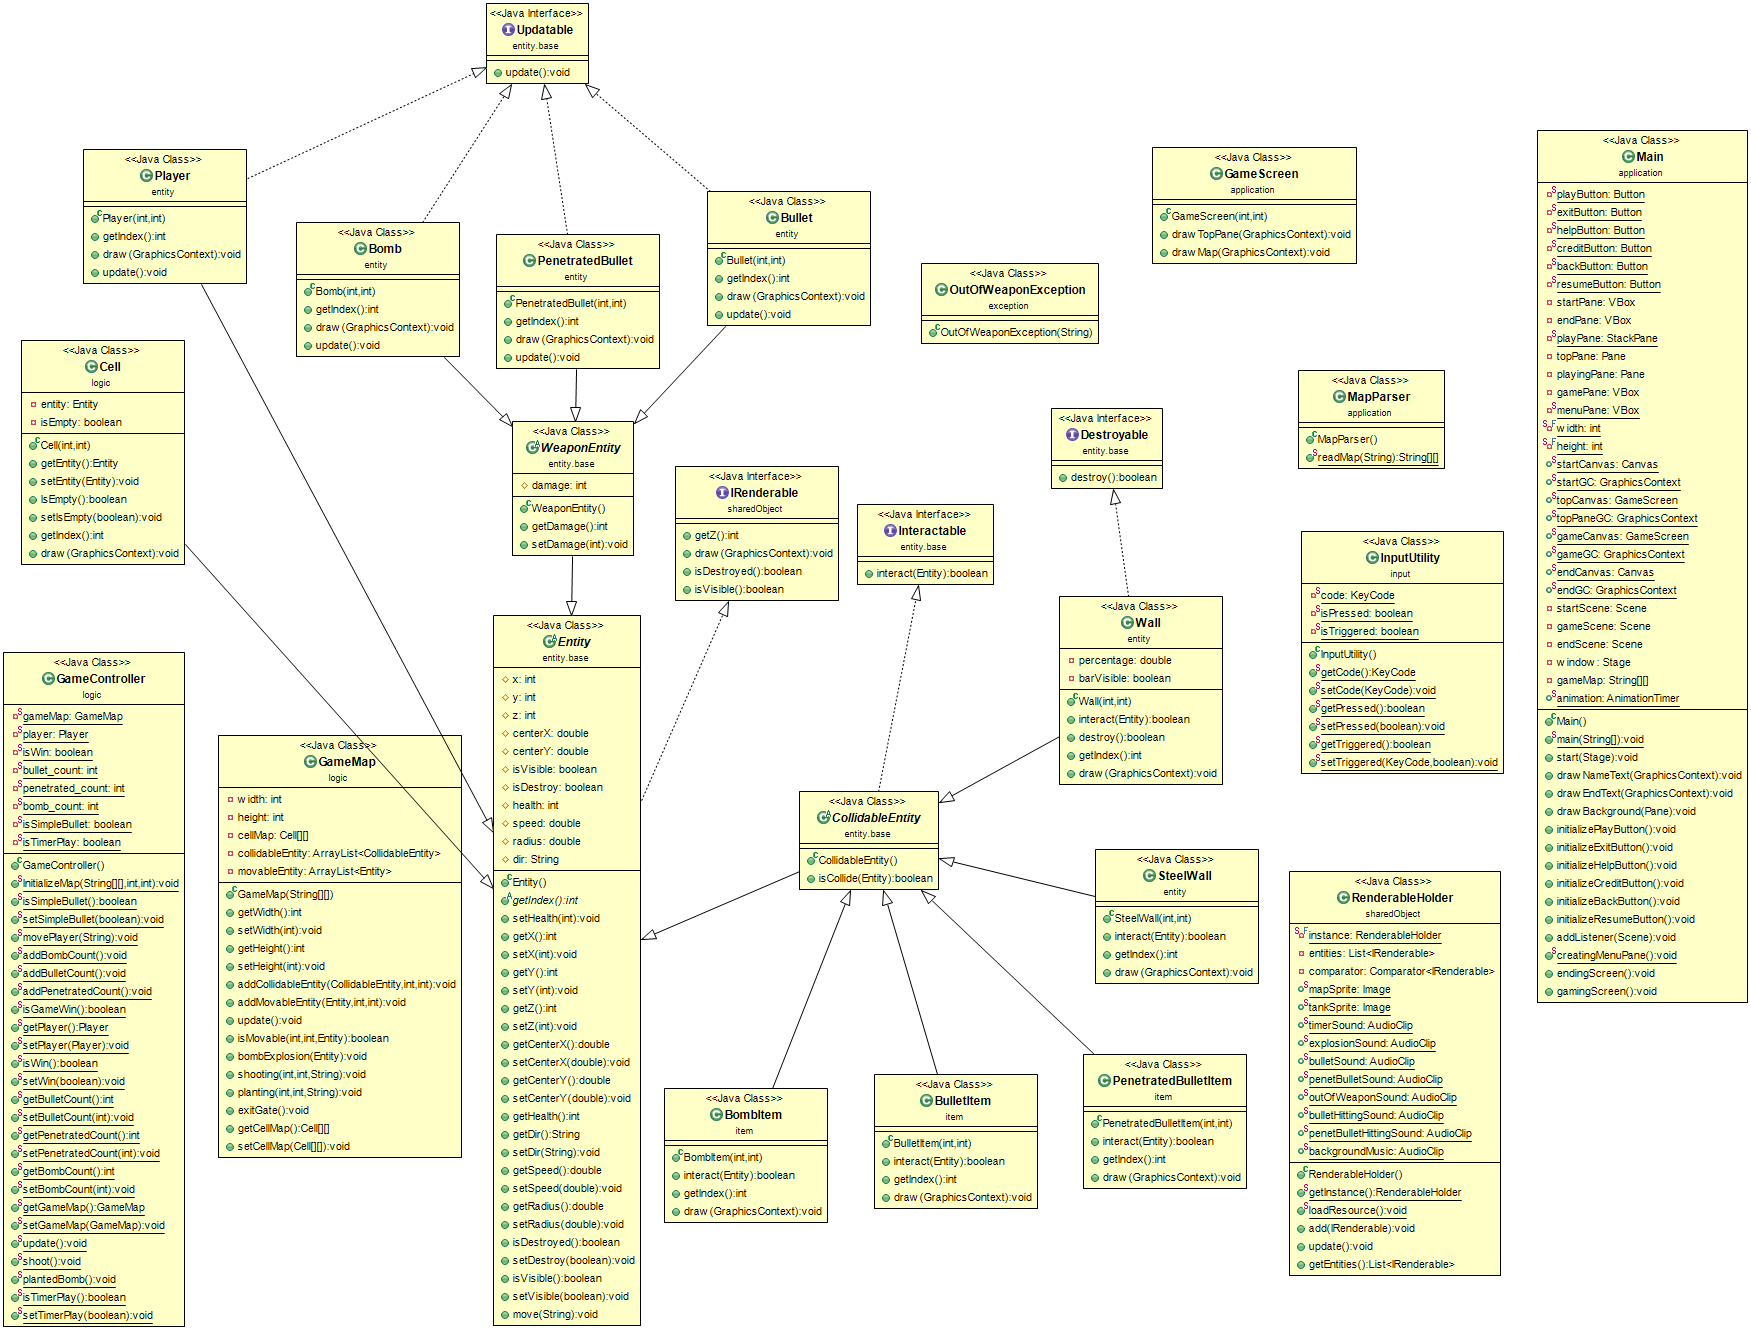 <<Java Interface>>
Updatable
entity.base
update():void
<<Java Class>>
Player
entity
Player(int,int)
getIndex():int
draw(GraphicsContext):void
update():void
<<Java Class>>
Bomb
entity
Bomb(int,int)
getIndex():int
draw(GraphicsContext):void
update():void
<<Java Class>>
PenetratedBullet
entity
PenetratedBullet(int,int)
getIndex():int
draw(GraphicsContext):void
update():void
<<Java Class>>
Bullet
entity
Bullet(int,int)
getIndex():int
draw(GraphicsContext):void
update():void
<<Java Class>>
GameScreen
application
GameScreen(int,int)
drawTopPane(GraphicsContext):void
drawMap(GraphicsContext):void
<<Java Class>>
OutOfWeaponException
exception
OutOfWeaponException(String)
<<Java Class>>
Main
application
playButton: Button
exitButton: Button
helpButton: Button
creditButton: Button
backButton: Button
resumeButton: Button
startPane: VBox
endPane: VBox
playPane: StackPane
topPane: Pane
playingPane: Pane
gamePane: VBox
menuPane: VBox
width: int
height: int
startCanvas: Canvas
startGC: GraphicsContext
topCanvas: GameScreen
topPaneGC: GraphicsContext
gameCanvas: GameScreen
gameGC: GraphicsContext
endCanvas: Canvas
endGC: GraphicsContext
startScene: Scene
gameScene: Scene
endScene: Scene
window: Stage
gameMap: String[][]
animation: AnimationTimer
Main()
main(String[]):void
start(Stage):void
drawNameText(GraphicsContext):void
drawEndText(GraphicsContext):void
drawBackground(Pane):void
initializePlayButton():void
initializeExitButton():void
initializeHelpButton():void
initializeCreditButton():void
initializeBackButton():void
initializeResumeButton():void
addListener(Scene):void
creatingMenuPane():void
endingScreen():void
gamingScreen():void
<<Java Class>>
Cell
logic
entity: Entity
isEmpty: boolean
Cell(int,int)
getEntity():Entity
setEntity(Entity):void
IsEmpty():boolean
setIsEmpty(boolean):void
getIndex():int
draw(GraphicsContext):void
<<Java Class>>
WeaponEntity
entity.base
damage: int
WeaponEntity()
getDamage():int
setDamage(int):void
<<Java Interface>>
IRenderable
sharedObject
getZ():int
draw(GraphicsContext):void
isDestroyed():boolean
isVisible():boolean
<<Java Interface>>
Interactable
entity.base
interact(Entity):boolean
<<Java Interface>>
Destroyable
entity.base
destroy():boolean
<<Java Class>>
MapParser
application
MapParser()
readMap(String):String[][]
<<Java Class>>
InputUtility
input
code: KeyCode
isPressed: boolean
isTriggered: boolean
InputUtility()
getCode():KeyCode
setCode(KeyCode):void
getPressed():boolean
setPressed(boolean):void
getTriggered():boolean
setTriggered(KeyCode,boolean):void
<<Java Class>>
Wall
entity
percentage: double
barVisible: boolean
Wall(int,int)
interact(Entity):boolean
destroy():boolean
getIndex():int
draw(GraphicsContext):void
<<Java Class>>
GameController
logic
gameMap: GameMap
player: Player
isWin: boolean
bullet_count: int
penetrated_count: int
bomb_count: int
isSimpleBullet: boolean
isTimerPlay: boolean
GameController()
InitializeMap(String[][],int,int):void
isSimpleBullet():boolean
setSimpleBullet(boolean):void
movePlayer(String):void
addBombCount():void
addBulletCount():void
addPenetratedCount():void
isGameWin():boolean
getPlayer():Player
setPlayer(Player):void
isWin():boolean
setWin(boolean):void
getBulletCount():int
setBulletCount(int):void
getPenetratedCount():int
setPenetratedCount(int):void
getBombCount():int
setBombCount(int):void
getGameMap():GameMap
setGameMap(GameMap):void
update():void
shoot():void
plantedBomb():void
isTimerPlay():boolean
setTimerPlay(boolean):void
<<Java Class>>
GameMap
logic
width: int
height: int
cellMap: Cell[][]
collidableEntity: ArrayList<CollidableEntity>
movableEntity: ArrayList<Entity>
GameMap(String[][])
getWidth():int
setWidth(int):void
getHeight():int
setHeight(int):void
addCollidableEntity(CollidableEntity,int,int):void
addMovableEntity(Entity,int,int):void
update():void
isMovable(int,int,Entity):boolean
bombExplosion(Entity):void
shooting(int,int,String):void
planting(int,int,String):void
exitGate():void
getCellMap():Cell[][]
setCellMap(Cell[][]):void
<<Java Class>>
Entity
entity.base
x: int
y: int
z: int
centerX: double
centerY: double
isVisible: boolean
isDestroy: boolean
health: int
speed: double
radius: double
dir: String
Entity()
getIndex():int
setHealth(int):void
getX():int
setX(int):void
getY():int
setY(int):void
getZ():int
setZ(int):void
getCenterX():double
setCenterX(double):void
getCenterY():double
setCenterY(double):void
getHealth():int
getDir():String
setDir(String):void
getSpeed():double
setSpeed(double):void
getRadius():double
setRadius(double):void
isDestroyed():boolean
setDestroy(boolean):void
isVisible():boolean
setVisible(boolean):void
move(String):void
<<Java Class>>
CollidableEntity
entity.base
CollidableEntity()
isCollide(Entity):boolean
<<Java Class>>
SteelWall
entity
SteelWall(int,int)
interact(Entity):boolean
getIndex():int
draw(GraphicsContext):void
<<Java Class>>
RenderableHolder
sharedObject
instance: RenderableHolder
entities: List<IRenderable>
comparator: Comparator<IRenderable>
mapSprite: Image
tankSprite: Image
timerSound: AudioClip
explosionSound: AudioClip
bulletSound: AudioClip
penetBulletSound: AudioClip
outOfWeaponSound: AudioClip
bulletHittingSound: AudioClip
penetBulletHittingSound: AudioClip
backgroundMusic: AudioClip
RenderableHolder()
getInstance():RenderableHolder
loadResource():void
add(IRenderable):void
update():void
getEntities():List<IRenderable>
<<Java Class>>
BombItem
item
BombItem(int,int)
interact(Entity):boolean
getIndex():int
draw(GraphicsContext):void
<<Java Class>>
BulletItem
item
BulletItem(int,int)
interact(Entity):boolean
getIndex():int
draw(GraphicsContext):void
<<Java Class>>
PenetratedBulletItem
item
PenetratedBulletItem(int,int)
interact(Entity):boolean
getIndex():int
draw(GraphicsContext):void